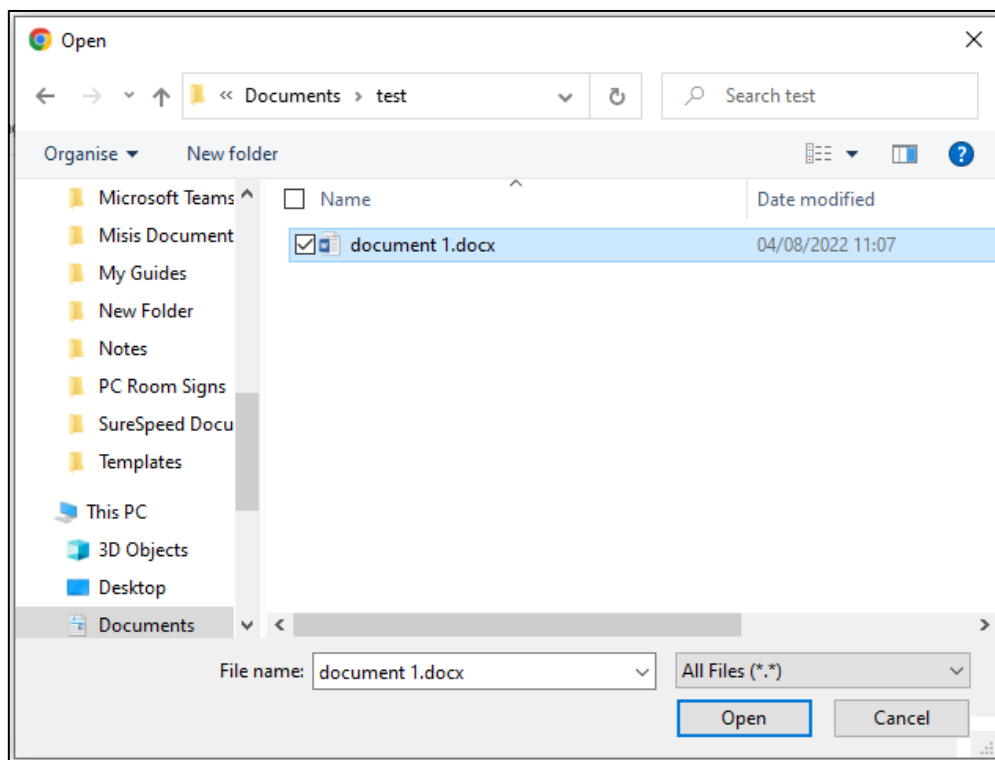 Open
« Documents › test
Search test
Organise
New folder
Microsoft Teams
Misis Document
My Guides
New Folder
Notes
PC Room Signs
SureSpeed Docu
Templates
This PC
3D Objects
Desktop
Documents
Name
Date modified
document 1.docx
04/08/2022 11:07
File name:
document 1.docx
All Files (*.*)
Open
Cancel